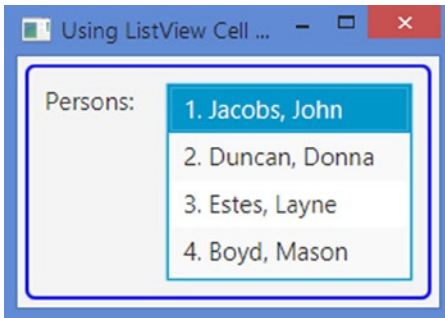 Using ListView Cell ...
Persons:
1. Jacobs, John
2. Duncan, Donna
3. Estes, Layne
4. Boyd, Mason